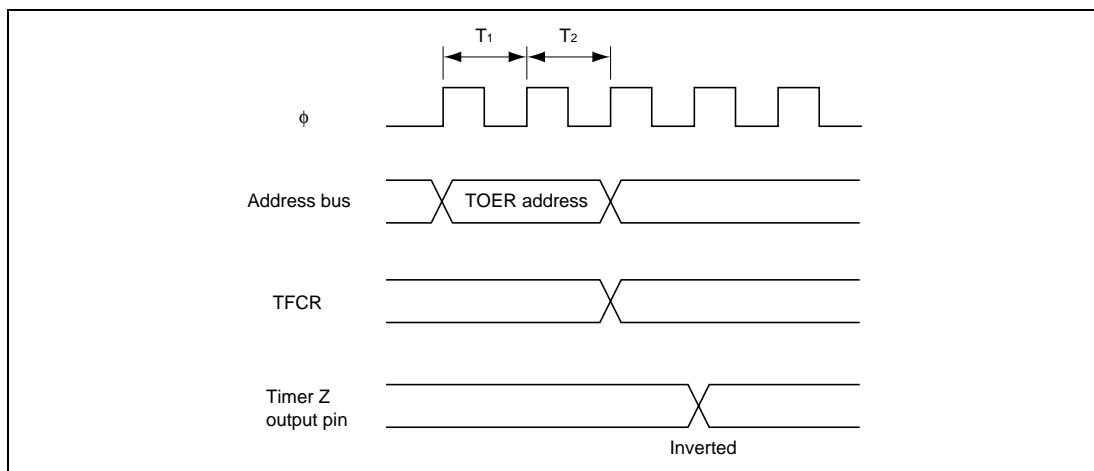 T1 T2
φ
Address bus TOER address
TFCR
Timer Z
output pin
Inverted